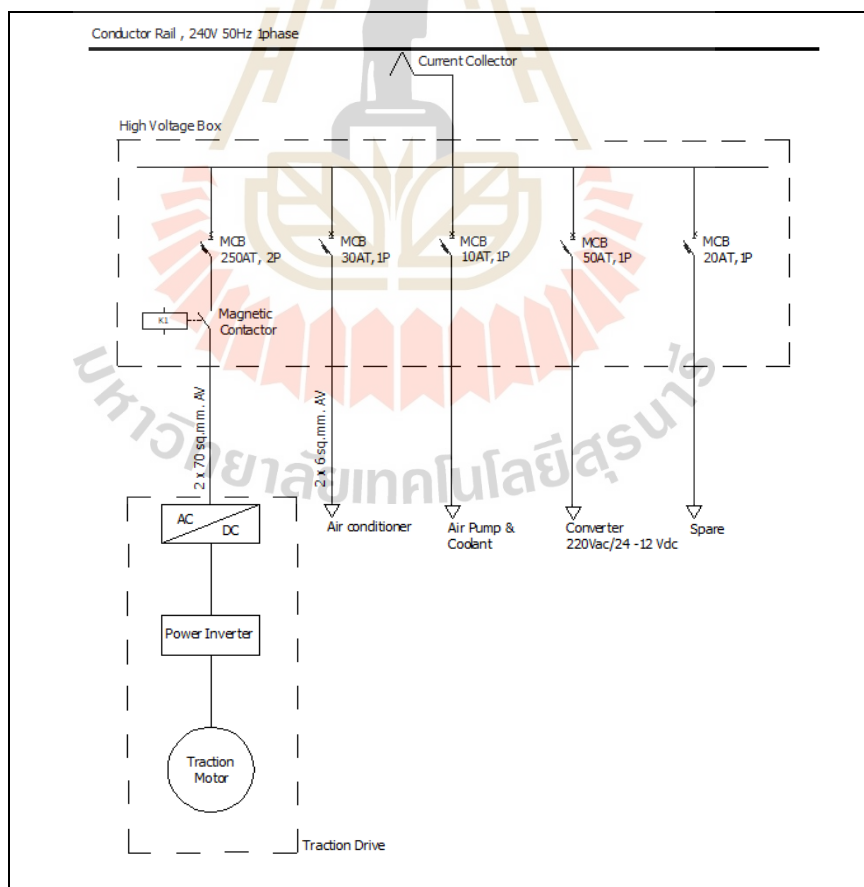 Conductor Rail , 240V 50Hz 1phase
Current Collector
High Voltage Box
MCB
250AT, 2P
MCB
30AT,1P
MCB
10AT, 1P
MCB
50AT,1P
MCB
20AT,1P
K1
Magnetic
Contactor
2 x 70 sq.mm. AV
2 x 6 sq.mm. AV
มหาวิทยาลัยเทคโนโลยีสุรนารี
AC
DC
Air conditioner
Air Pump &
Coolant
Converter
220Vac/24 -12 Vdc
Spare
Power Inverter
Traction
Motor
Traction Drive